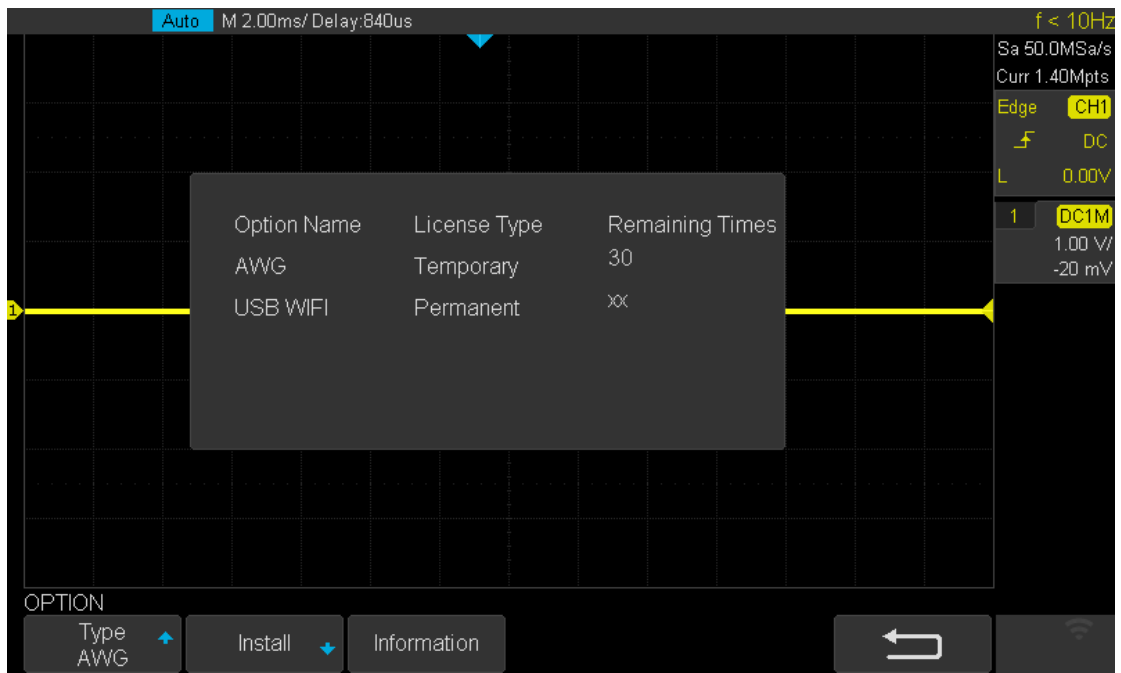 Auto M 2.00ms/ Delay:840us f < 10Hz
Sa 50.0MSa/s
Curr 1.40Mpts
Edge CH1
DC
L 0.00V
1 DC1M
1.00 V/
-20 mV
Option Name License Type Remaining Times
AWG Temporary 30
USB WIFI Permanent xx
1
OPTION
Type
AWG
Install
Information